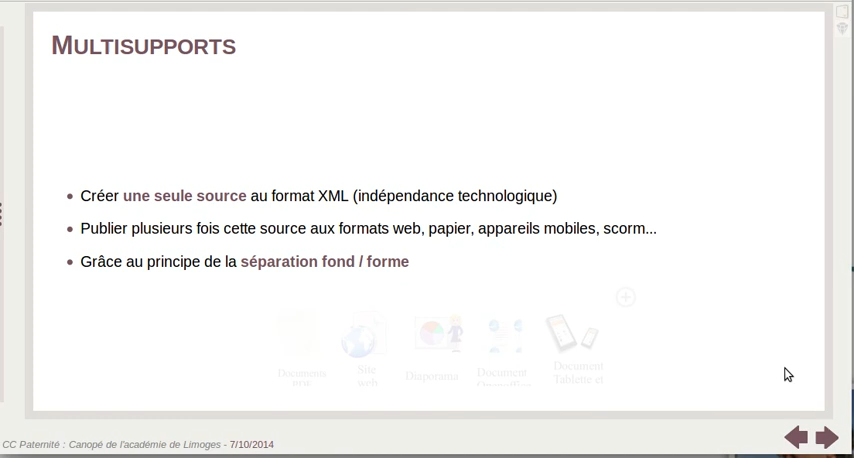 MULTISUPPORTS
Créer une seule source au format XML (indépendance technologique)
Publier plusieurs fois cette source aux formats web, papier, appareils mobiles, scorm...
Grâce au principe de la séparation fond / forme
Documents
Site
web
Diaporama
Document
Document
Tablette et
CC Paternité : Canopé de l'académie de Limoges - 7/10/2014